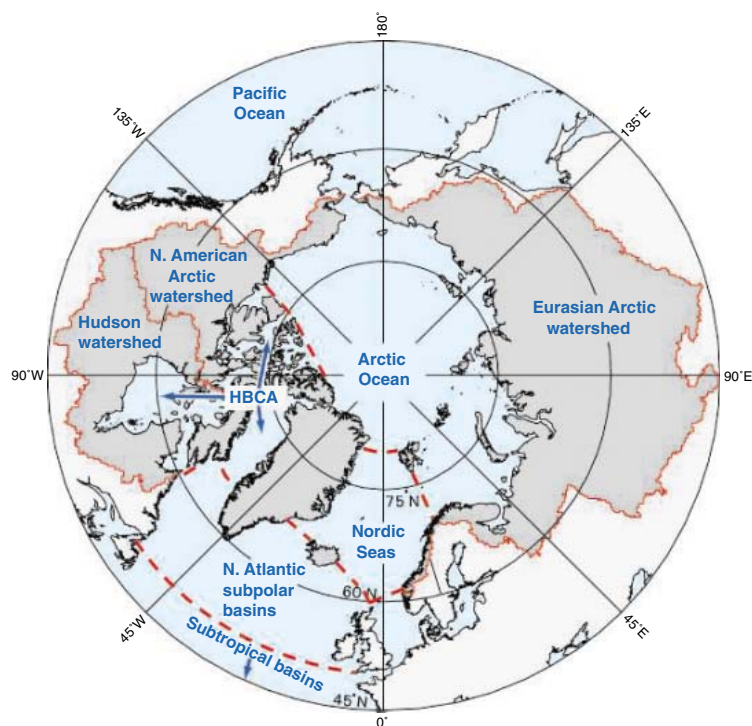 180˚
Pacific
Ocean
135˚W
135˚E
N. American
Arctic
watershed
Eurasian Arctic
watershed
Hudson
watershed
Arctic
Ocean
90˚W
90˚E
HBCA
75˚N
Nordic
Seas
N. Atlantic
subpolar
basins
60˚N
45˚W
45˚E
Subtropical basins
45˚N
0˚